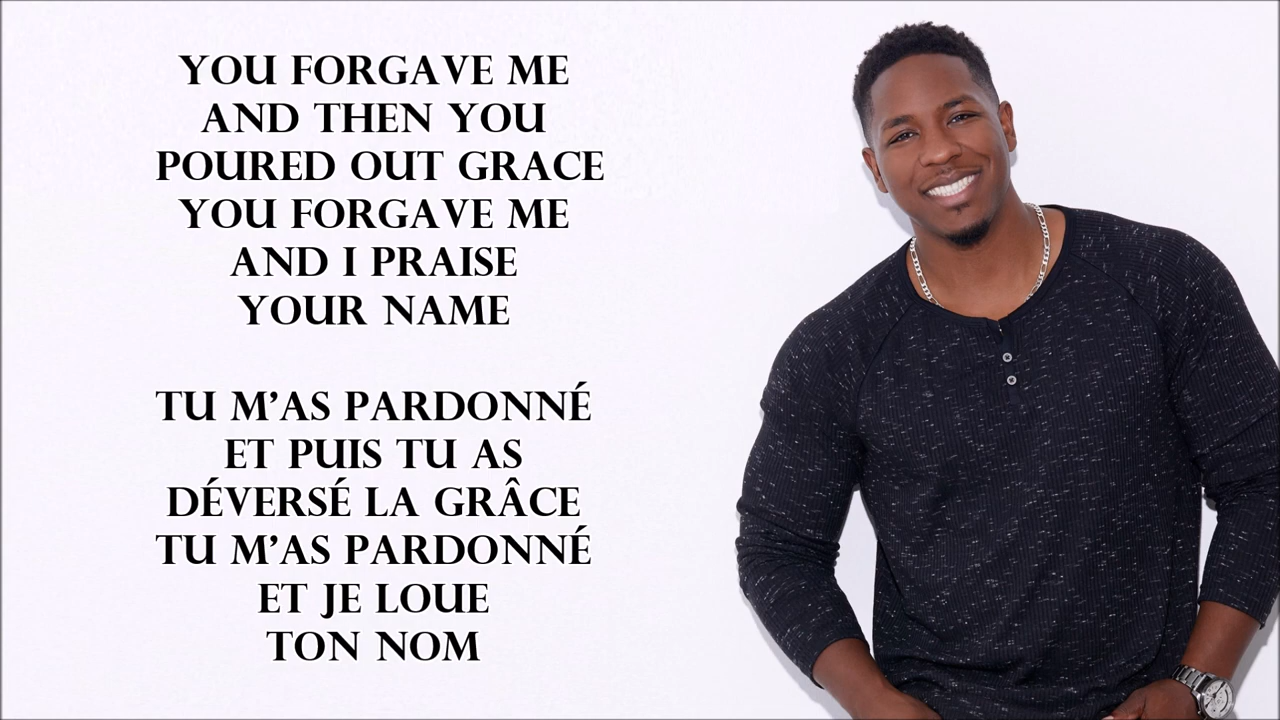 YOU FORGAVE ME
AND THEN YOU
POURED OUT GRACE
YOU FORGAVE ME
AND I PRAISE
YOUR NAME
TU M'AS PARDONNÉ
ET PUIS TU AS
DÉVERSÉ LA GRÂCE
TU M'AS PARDONNÉ
ET JE LOUE
TON NOM